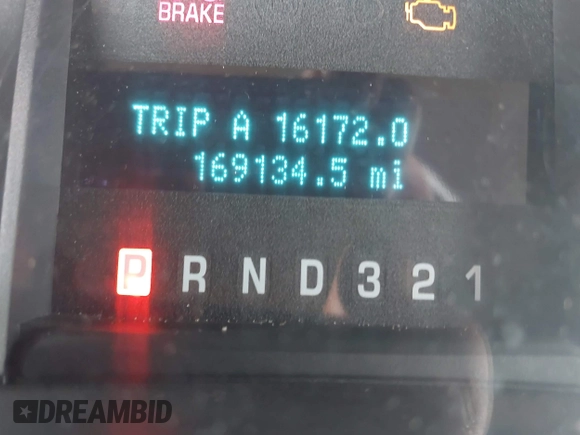 BRAKE
TRIP A 16172.0
169134.5 mi
P R N D 3 2 1
DREAMBID